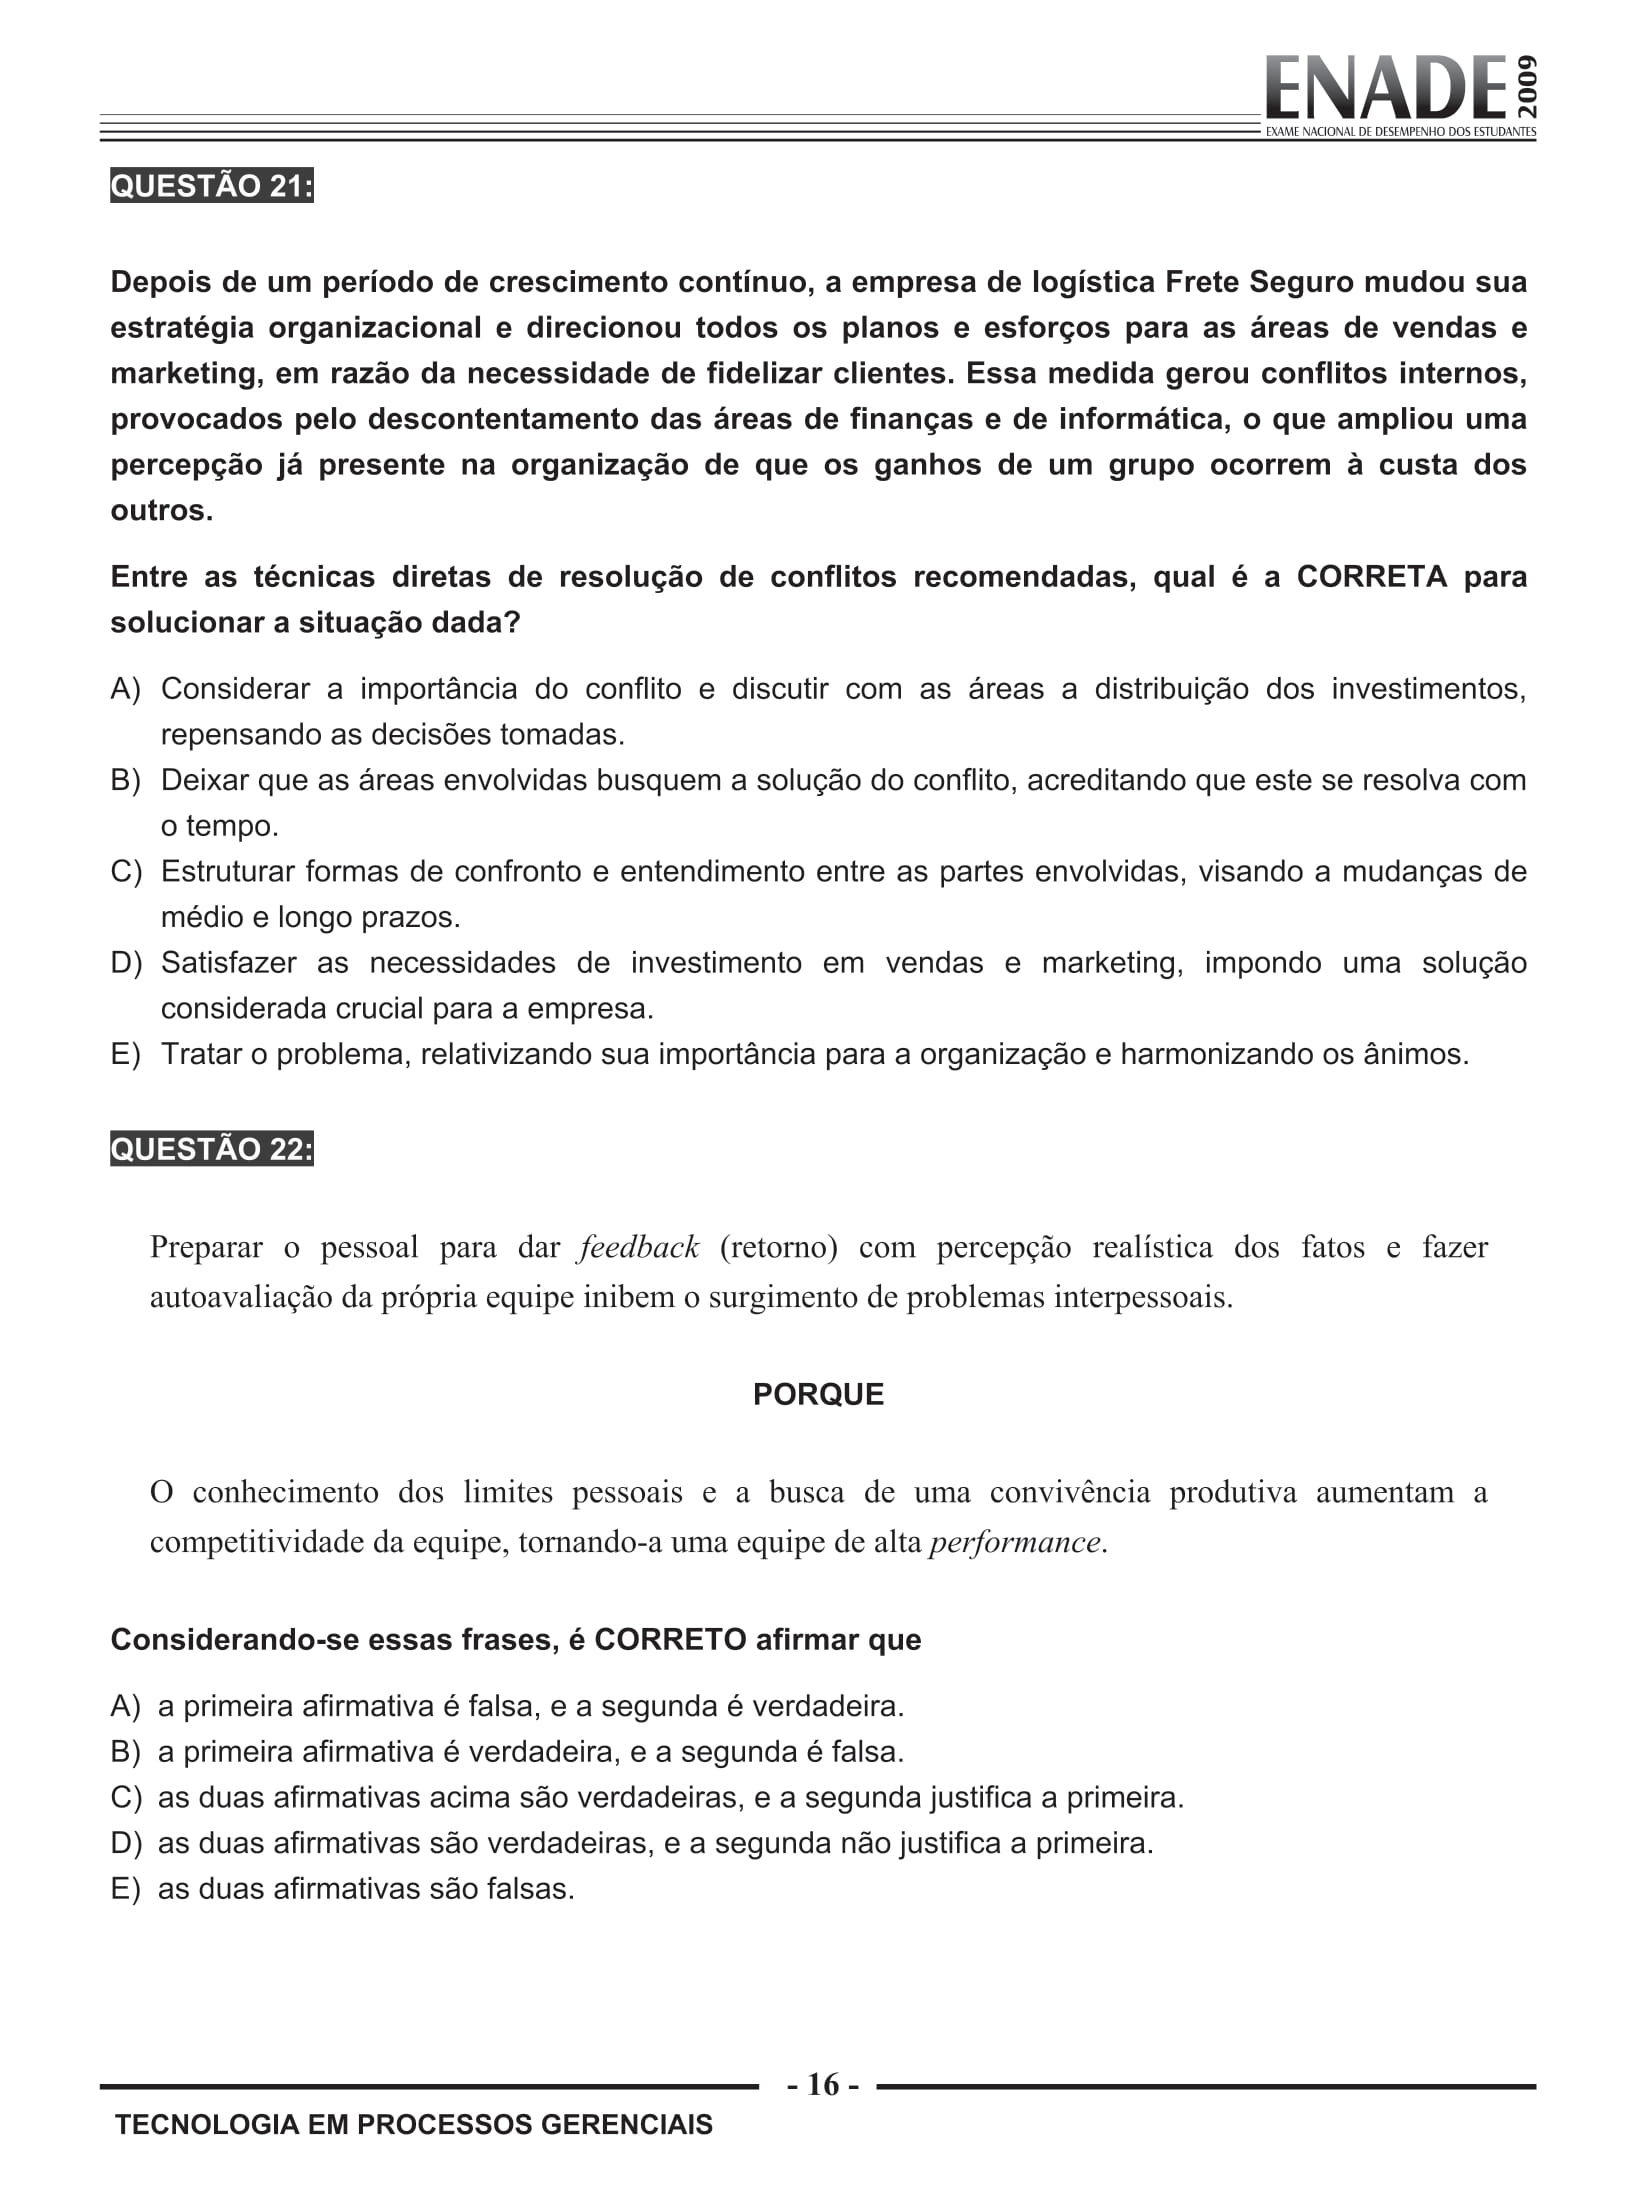 ENADE 2009
EXAME NACIONAL DE DESEMPENHO DOS ESTUDANTES
QUESTÃO 21:
Depois de um período de crescimento contínuo, a empresa de logística Frete Seguro mudou sua
estratégia organizacional e direcionou todos os planos e esforços para as áreas de vendas e
marketing, em razão da necessidade de fidelizar clientes. Essa medida gerou conflitos internos,
provocados pelo descontentamento das áreas de finanças e de informática, o que ampliou uma
percepção já presente na organização de que os ganhos de um grupo ocorrem à custa dos
outros.
Entre as técnicas diretas de resolução de conflitos recomendadas, qual é a CORRETA para
solucionar a situação dada?
A) Considerar a importância do conflito e discutir com as áreas a distribuição dos investimentos,
repensando as decisões tomadas.
B) Deixar que as áreas envolvidas busquem a solução do conflito, acreditando que este se resolva com
o tempo.
C) Estruturar formas de confronto e entendimento entre as partes envolvidas, visando a mudanças de
médio e longo prazos.
D) Satisfazer as necessidades de investimento em vendas e marketing, impondo uma solução
considerada crucial para a empresa.
E) Tratar o problema, relativizando sua importância para a organização e harmonizando os ânimos.
QUESTÃO 22:
Preparar o pessoal para dar feedback (retorno) com percepção realística dos fatos e fazer
autoavaliação da própria equipe inibem o surgimento de problemas interpessoais.
PORQUE
O conhecimento dos limites pessoais e a busca de uma convivência produtiva aumentam a
competitividade da equipe, tornando-a uma equipe de alta performance.
Considerando-se essas frases, é CORRETO afirmar que
A) a primeira afirmativa é falsa, e a segunda é verdadeira.
B) a primeira afirmativa é verdadeira, e a segunda é falsa.
C) as duas afirmativas acima são verdadeiras, e a segunda justifica a primeira.
D) as duas afirmativas são verdadeiras, e a segunda não justifica a primeira.
E) as duas afirmativas são falsas.
- 16 -
TECNOLOGIA EM PROCESSOS GERENCIAIS